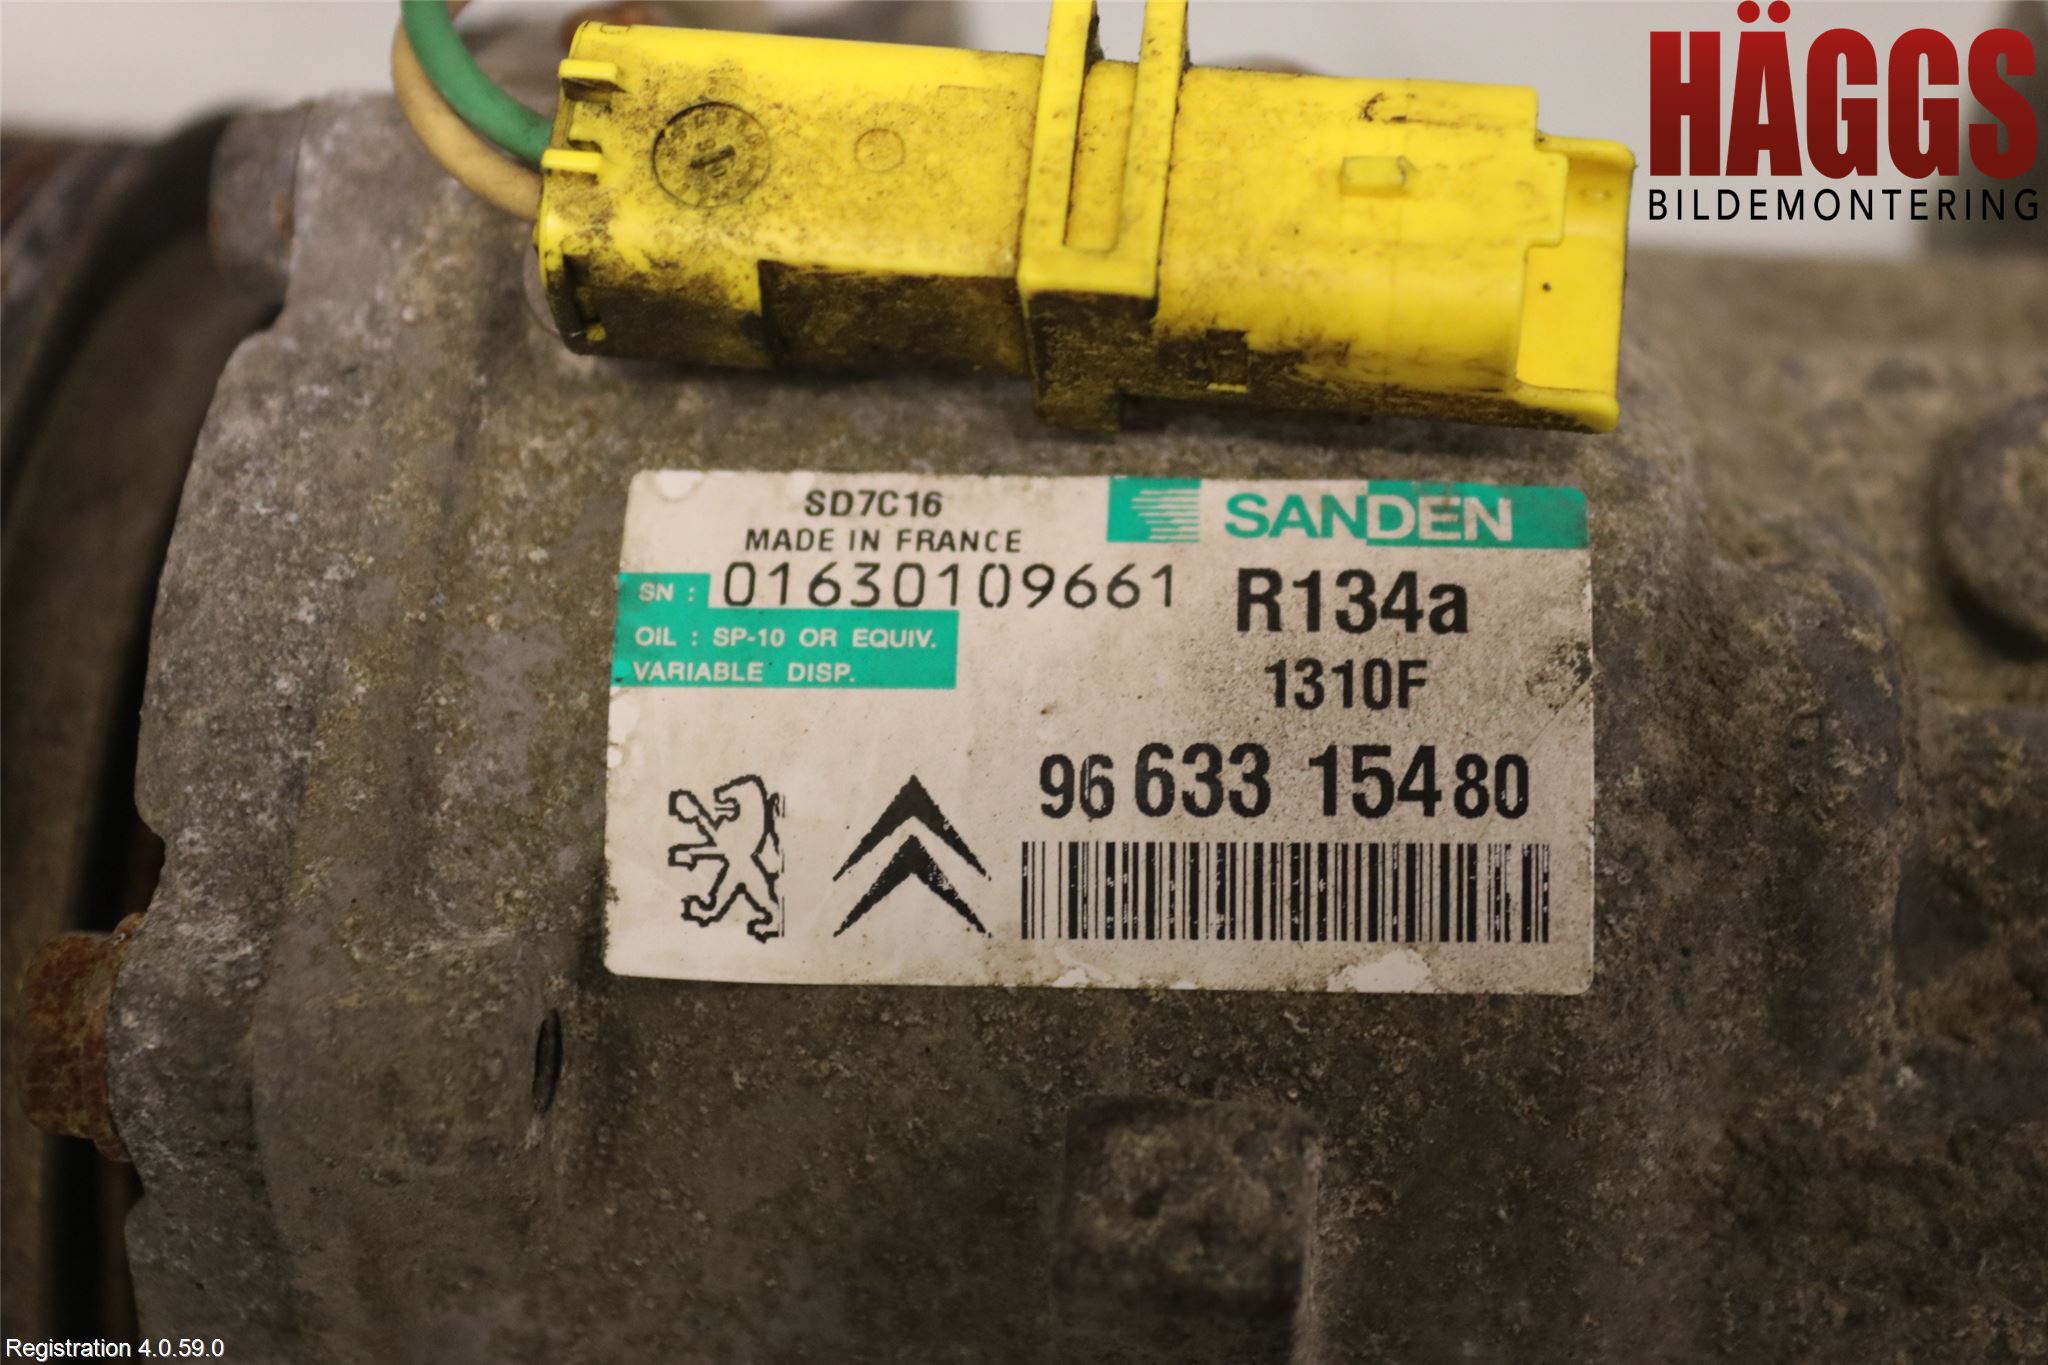 HÄGGS
BILDEMONTERING
SD7C16
MADE IN FRANCE
SANDEN
SN : 01630109661
R134a
OIL : SP-10 OR EQUIV.
VARIABLE DISP.
1310F
96 633 154 80
Registration 4.0.59.0